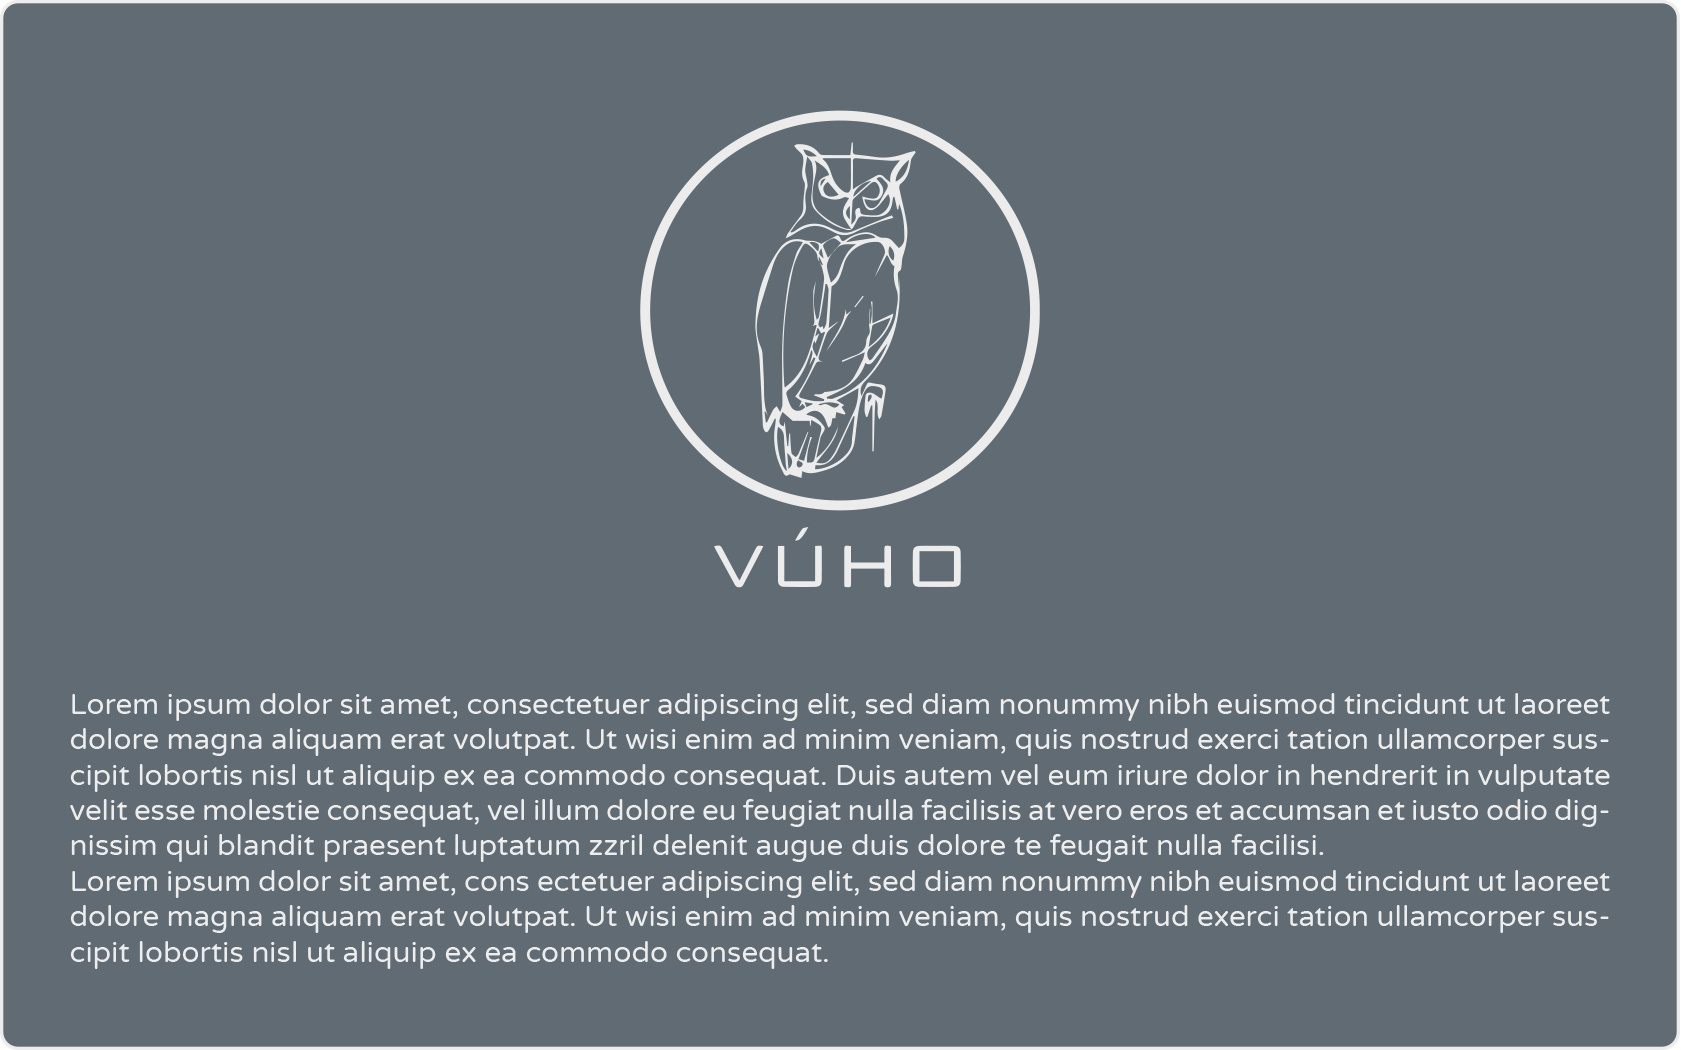 VÚHO
Lorem ipsum dolor sit amet, consectetuer adipiscing elit, sed diam nonummy nibh euismod tincidunt ut laoreet
dolore magna aliquam erat volutpat. Ut wisi enim ad minim veniam, quis nostrud exerci tation ullamcorper sus-
cipit lobortis nisl ut aliquip ex ea commodo consequat. Duis autem vel eum iriure dolor in hendrerit in vulputate
velit esse molestie consequat, vel illum dolore eu feugiat nulla facilisis at vero eros et accumsan et iusto odio dig-
nissim qui blandit praesent luptatum zzril delenit augue duis dolore te feugait nulla facilisi.
Lorem ipsum dolor sit amet, cons ectetuer adipiscing elit, sed diam nonummy nibh euismod tincidunt ut laoreet
dolore magna aliquam erat volutpat. Ut wisi enim ad minim veniam, quis nostrud exerci tation ullamcorper sus-
cipit lobortis nisl ut aliquip ex ea commodo consequat.